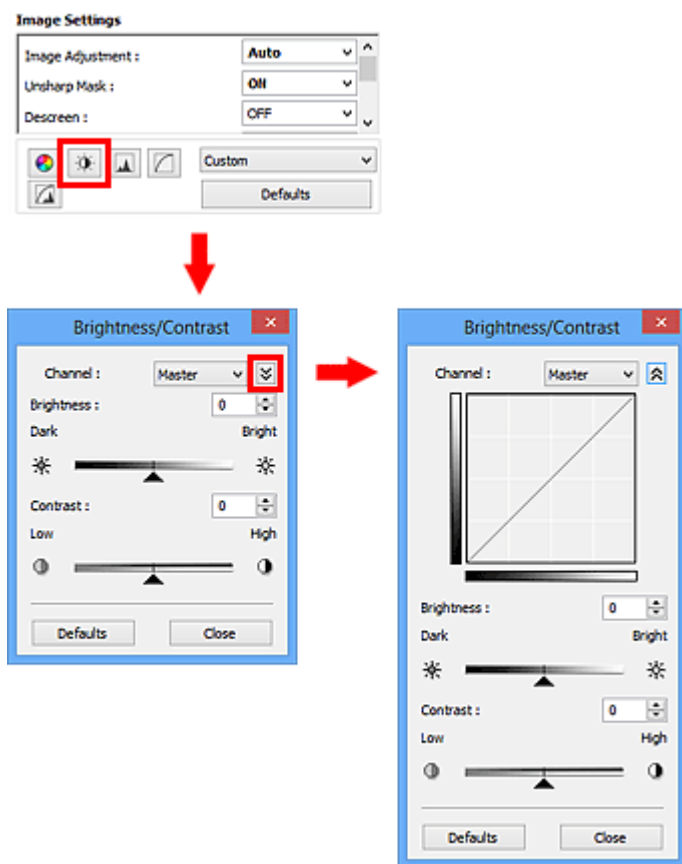 Image Settings
Image Adjustment : Auto
Unsharp Mask : ON
Descreen : OFF
Custom
Defaults
Brightness/Contrast
Channel : Master
Brightness : 0
Dark Bright
Contrast : 0
Low High
Defaults Close
Brightness/Contrast
Channel : Master
Brightness : 0
Dark Bright
Contrast : 0
Low High
Defaults Close